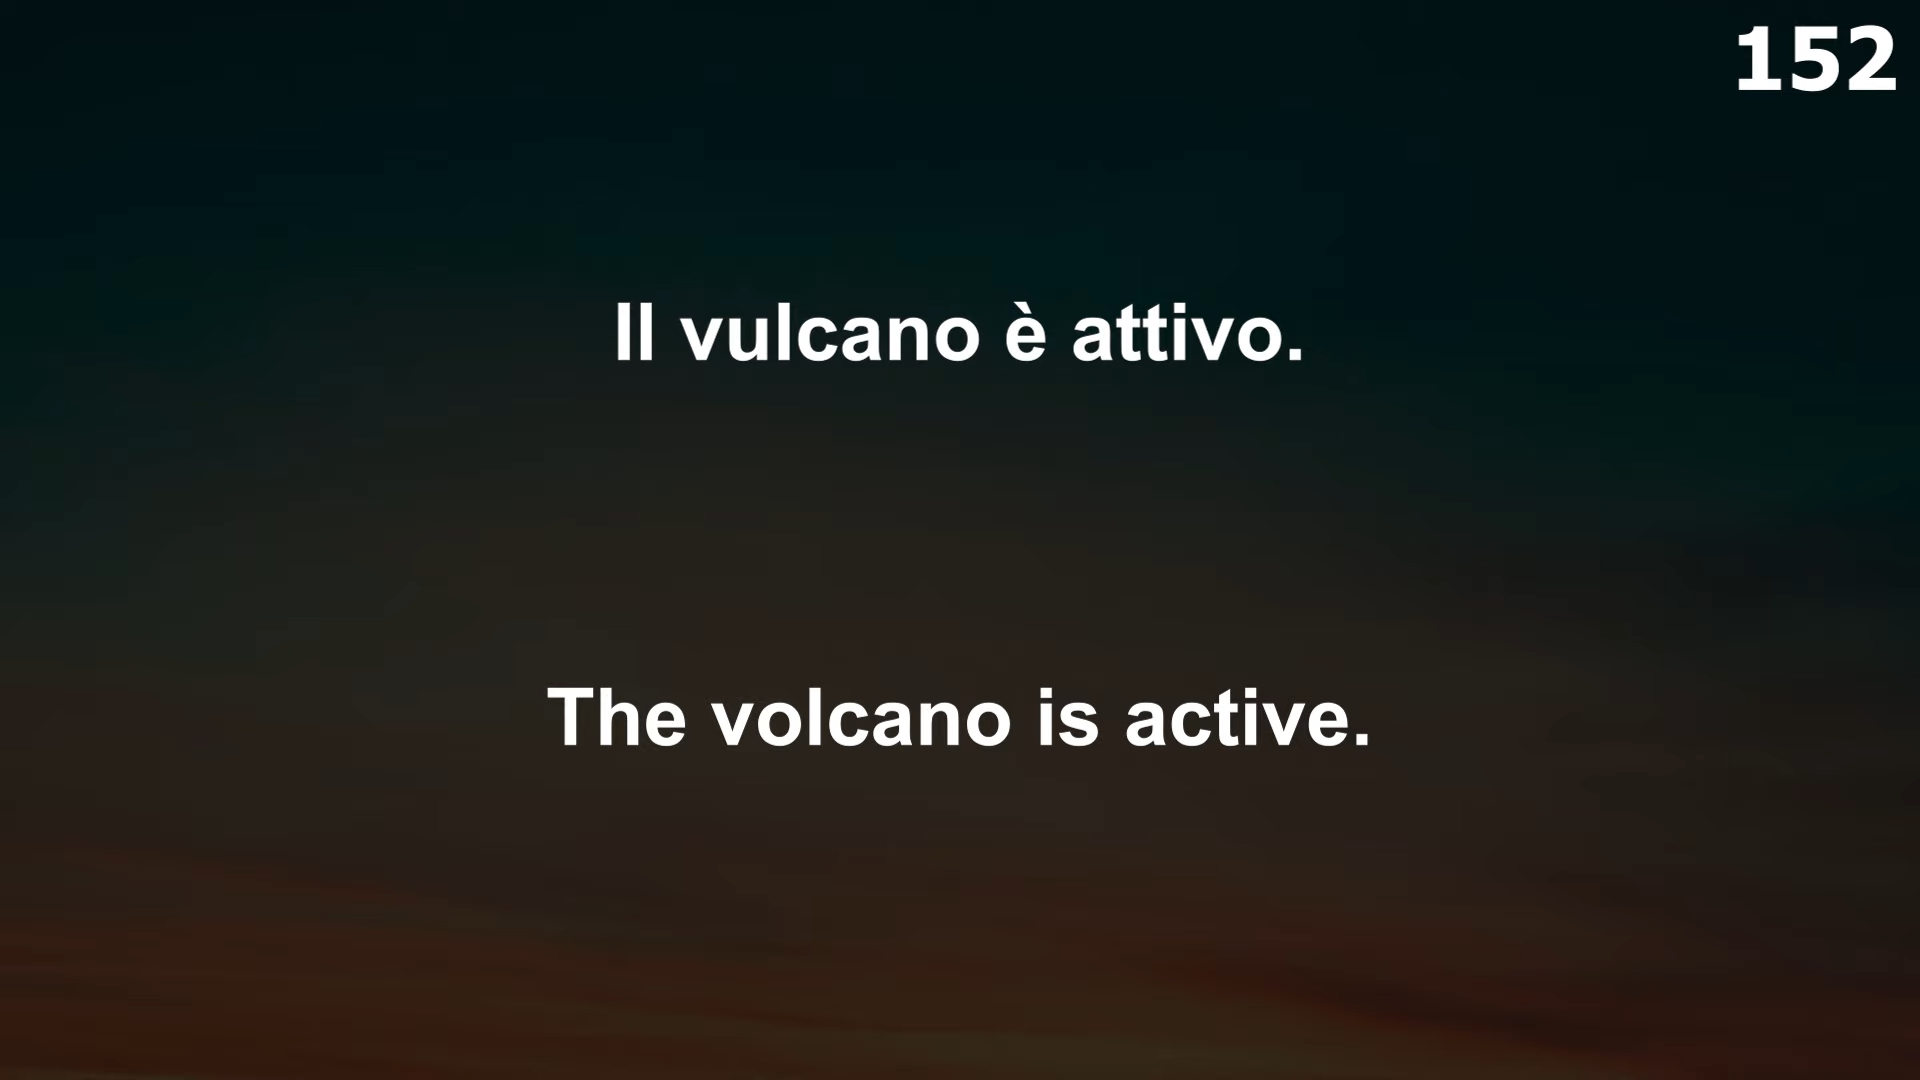 152
Il vulcano è attivo.
The volcano is active.